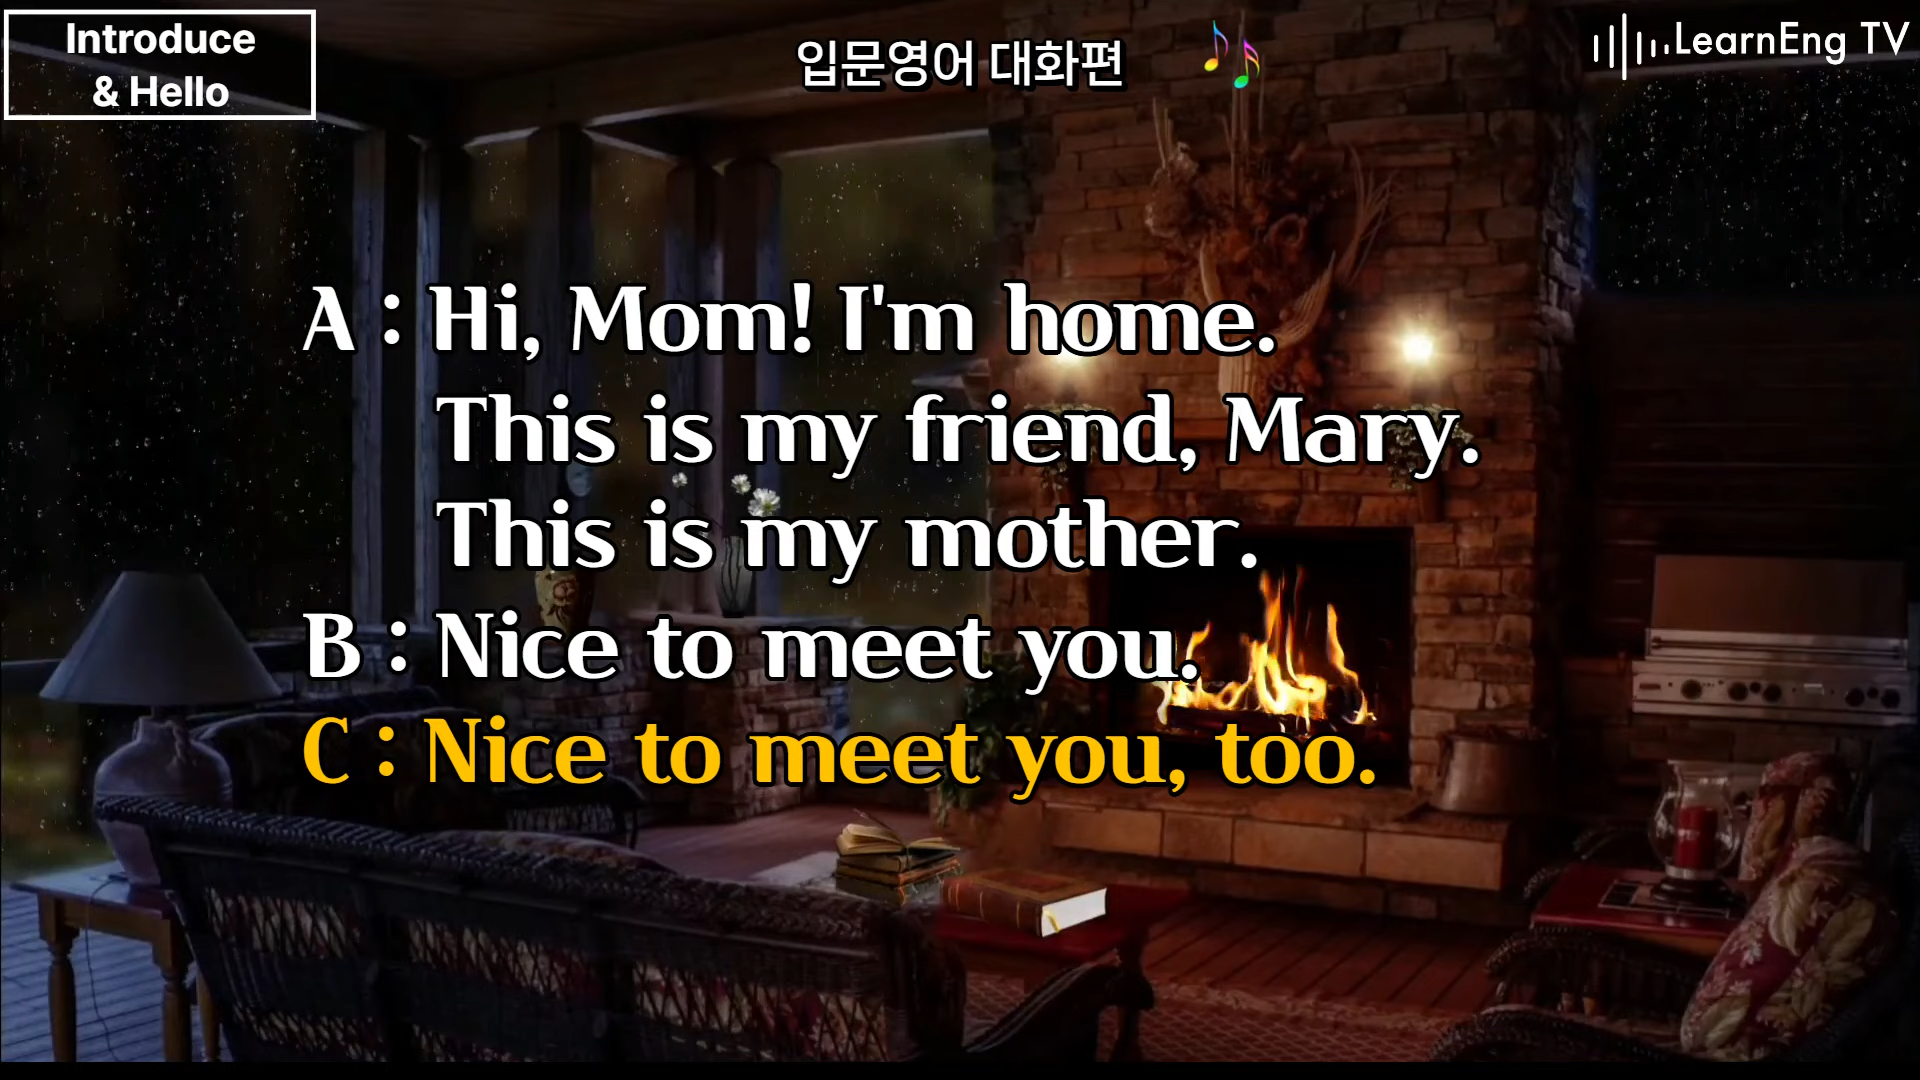 Introduce
& Hello
입문영어 대화편
LearnEng TV
A : Hi, Mom! I'm home.
This is my friend, Mary.
This is my mother.
B : Nice to meet you.
C : Nice to meet you, too.